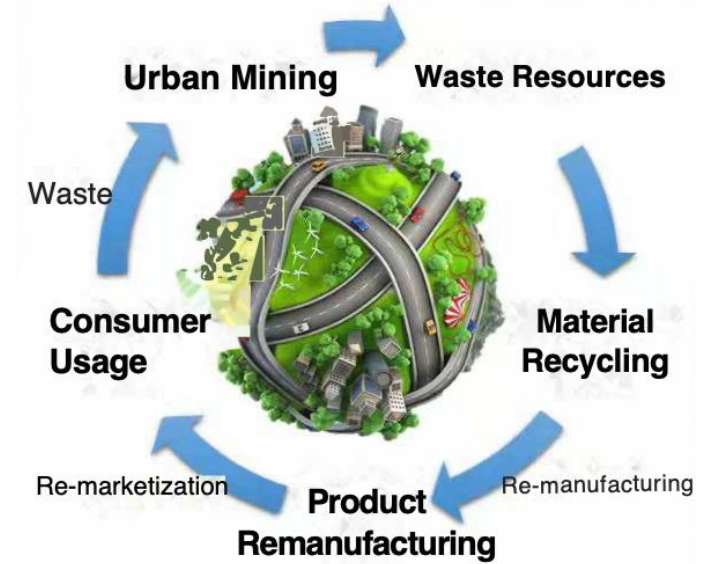 Urban Mining
Waste Resources
Waste
Consumer
Usage
Material
Recycling
Re-marketization
Re-manufacturing
Product
Remanufacturing